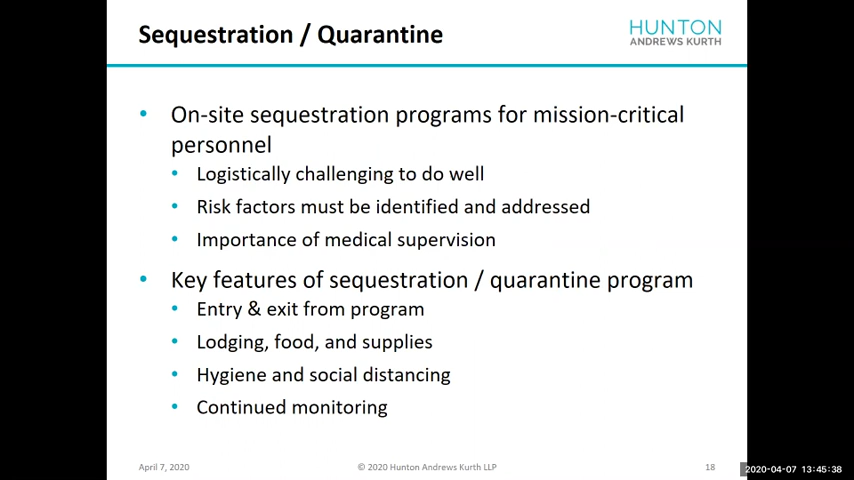 Sequestration / Quarantine
HUNTON
ANDREWS KURTH
• On-site sequestration programs for mission-critical
personnel
• Logistically challenging to do well
• Risk factors must be identified and addressed
• Importance of medical supervision
• Key features of sequestration / quarantine program
• Entry & exit from program
• Lodging, food, and supplies
• Hygiene and social distancing
• Continued monitoring
April 7, 2020
© 2020 Hunton Andrews Kurth LLP
18
2020-04-07 13:45:38